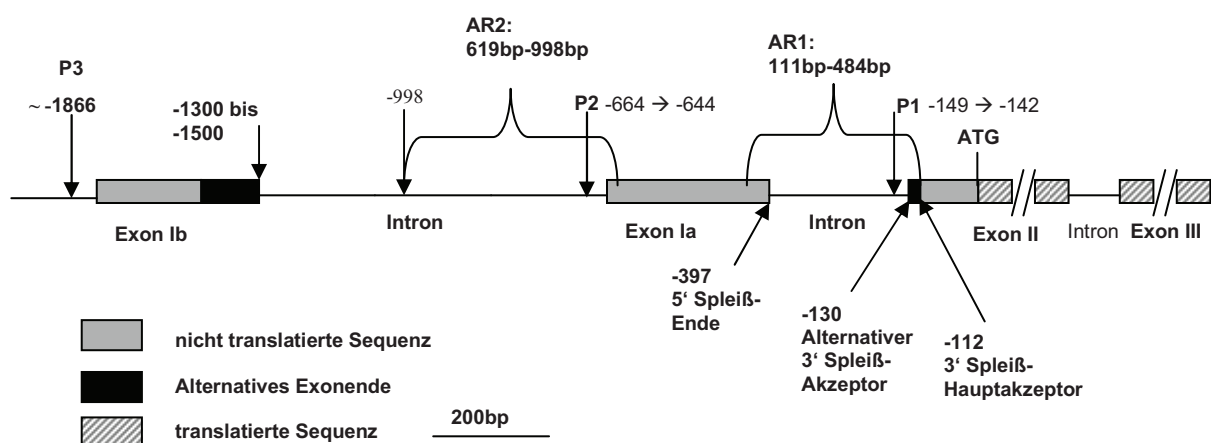 AR2:
619bp-998bp
AR1:
111bp-484bp
P3
~ -1866
-1300 bis
-1500
-998
P2 -664 → -644
P1 -149 → -142
ATG
Exon Ib
Intron
Exon Ia
Intron
Exon II
Intron
Exon III
-397
5‘ Spleiß-
Ende
-130
Alternativer
3‘ Spleiß-
Akzeptor
-112
3‘ Spleiß-
Hauptakzeptor
nicht translatierte Sequenz
Alternatives Exonende
translatierte Sequenz
200bp